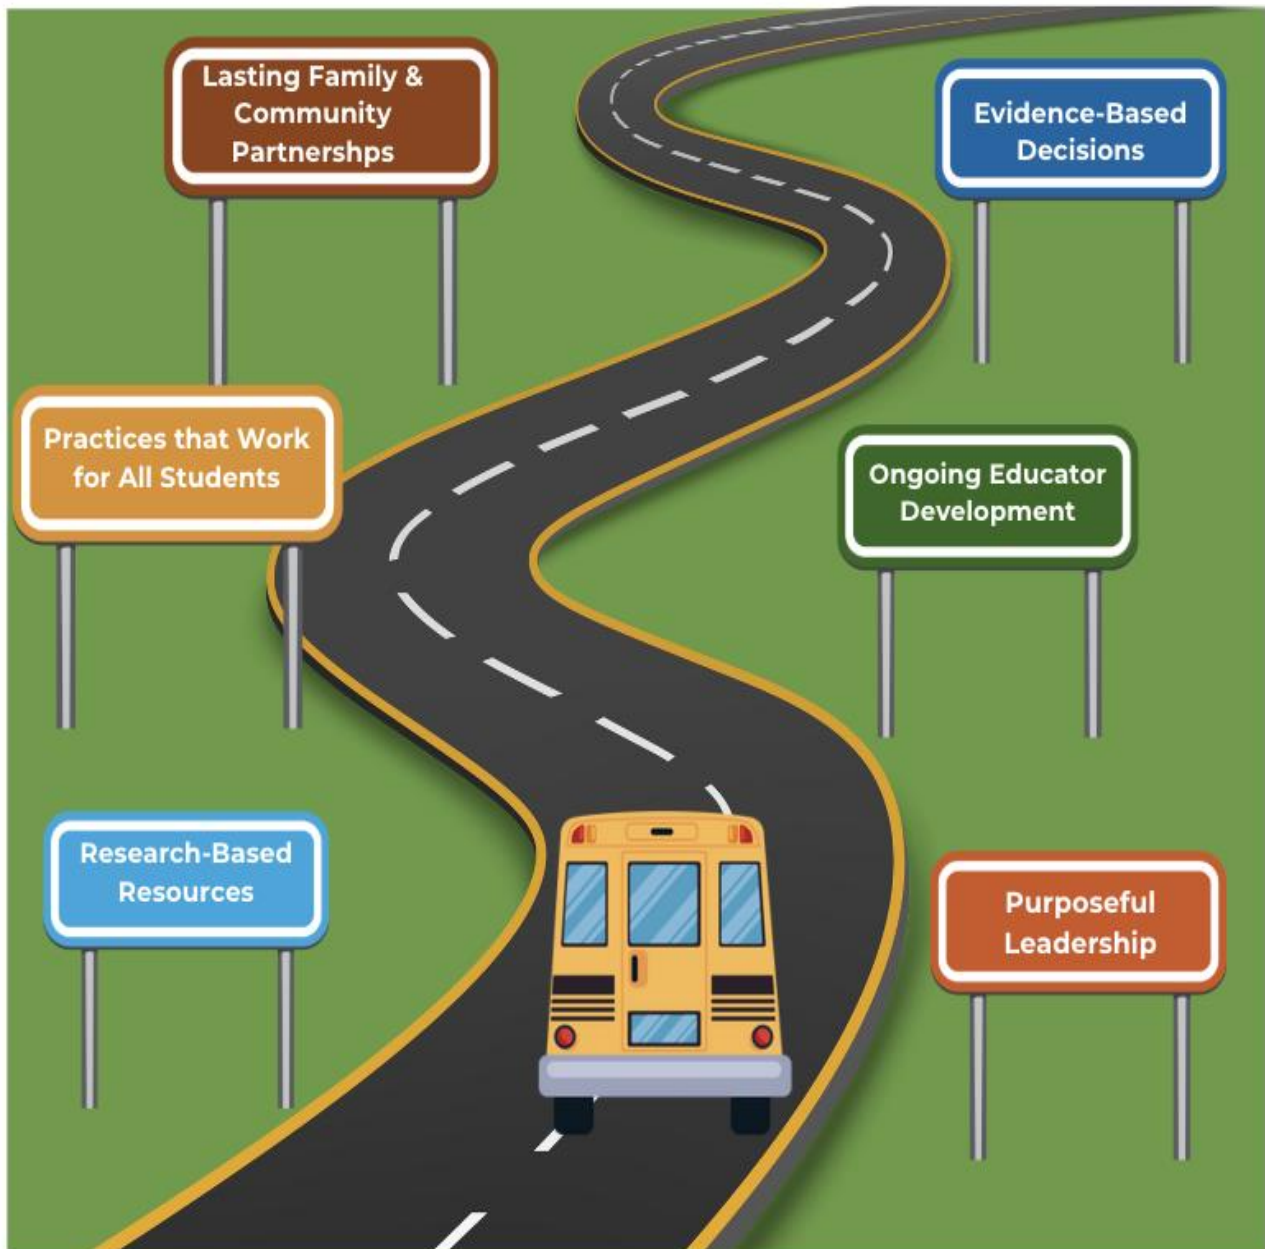 Lasting Family &
Community
Partnershps
Evidence-Based
Decisions
Practices that Work
for All Students
Ongoing Educator
Development
Research-Based
Resources
Purposeful
Leadership